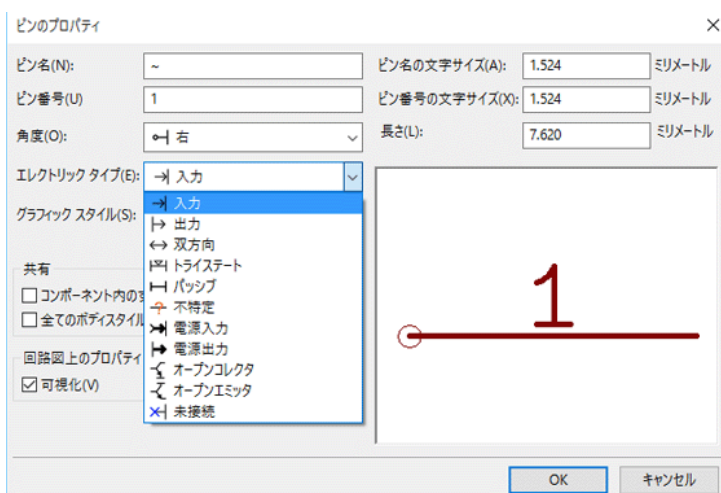 ピンのプロパティ
ピン名(N): ~ ピン名の文字サイズ(A): 1.524 ミリメートル
ピン番号(U) 1 ピン番号の文字サイズ(X): 1.524 ミリメートル
角度(O): 右 長さ(L): 7.620 ミリメートル
エレクトリック タイプ(E): 入力
グラフィック スタイル(S):
入力
出力
双方向
トライステート
パッシブ
不特定
電源入力
電源出力
オープンコレクタ
オープンエミッタ
未接続
共有
コンポーネント内の
全てのボディスタイル
回路図上のプロパティ
可視化(V)
1
OK キャンセル